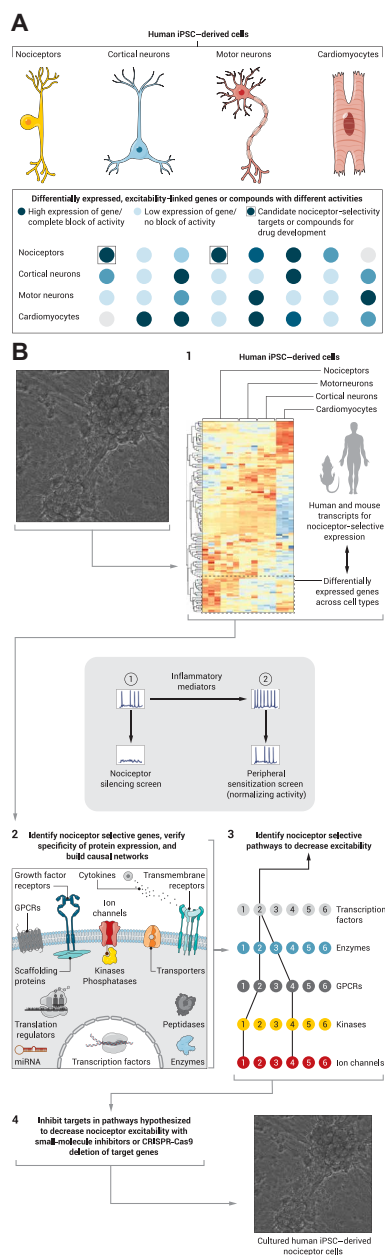 A
Human iPSC–derived cells
Nociceptors
Cortical neurons
Motor neurons
Cardiomyocytes
Differentially expressed, excitability-linked genes or compounds with different activities
High expression of gene/
complete block of activity
Low expression of gene/
no block of activity
Candidate nociceptor-selectivity
targets or compounds for
drug development
Nociceptors
Cortical neurons
Motor neurons
Cardiomyocytes
B
1
Human iPSC–derived cells
Nociceptors
Motorneurons
Cortical neurons
Cardiomyocytes
Human and mouse
transcripts for
nociceptor-selective
expression
Differentially
expressed genes
across cell types
1
Inflammatory
mediators
2
Nociceptor
silencing screen
Peripheral
sensitization screen
(normalizing activity)
2
Identify nociceptor selective genes, verify
specificity of protein expression, and
build causal networks
Growth factor
receptors
Cytokines
Transmembrane
receptors
GPCRs
Ion
channels
Scaffolding
proteins
Kinases
Phosphatases
Transporters
Translation
regulators
Peptidases
miRNA
Transcription factors
Enzymes
3
Identify nociceptor selective
pathways to decrease excitability
1 2 3 4 5 6
Transcription
factors
1 2 3 4 5 6
Enzymes
1 2 3 4 5 6
GPCRs
1 2 3 4 5 6
Kinases
1 2 3 4 5 6
Ion channels
4
Inhibit targets in pathways hypothesized
to decrease nociceptor excitability with
small-molecule inhibitors or CRISPR-Cas9
deletion of target genes
Cultured human iPSC-derived
nociceptor cells